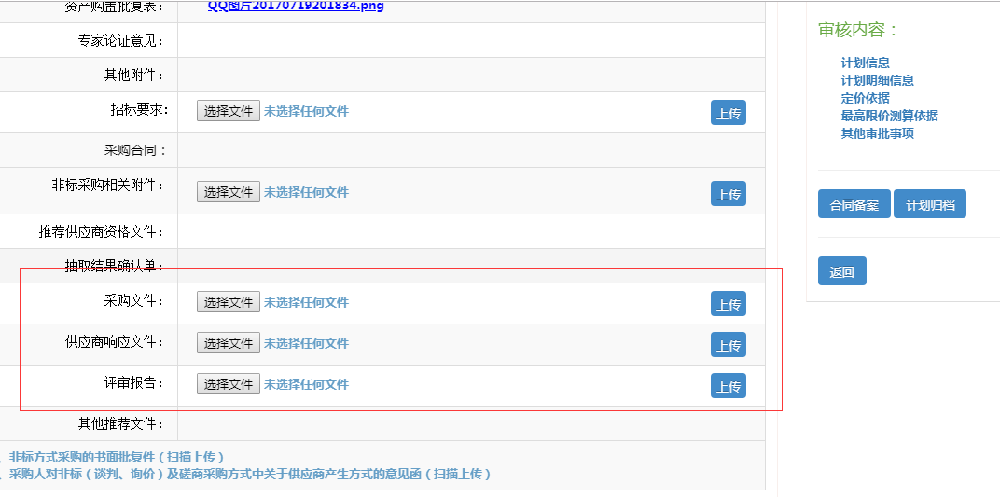 资产购置批复表： QQ图片20170719201834.png
专家论证意见：
其他附件：
招标要求： 选择文件 未选择任何文件 上传
采购合同：
非标采购相关附件： 选择文件 未选择任何文件 上传
推荐供应商资格文件：
抽取结果确认单：
采购文件： 选择文件 未选择任何文件 上传
供应商响应文件： 选择文件 未选择任何文件 上传
评审报告： 选择文件 未选择任何文件 上传
其他推荐文件：
、非标方式采购的书面批复件（扫描上传）
、采购人对非标（谈判、询价）及磋商采购方式中关于供应商产生方式的意见函（扫描上传）
审核内容：
计划信息
计划明细信息
定价依据
最高限价测算依据
其他审批事项
合同备案 计划归档
返回